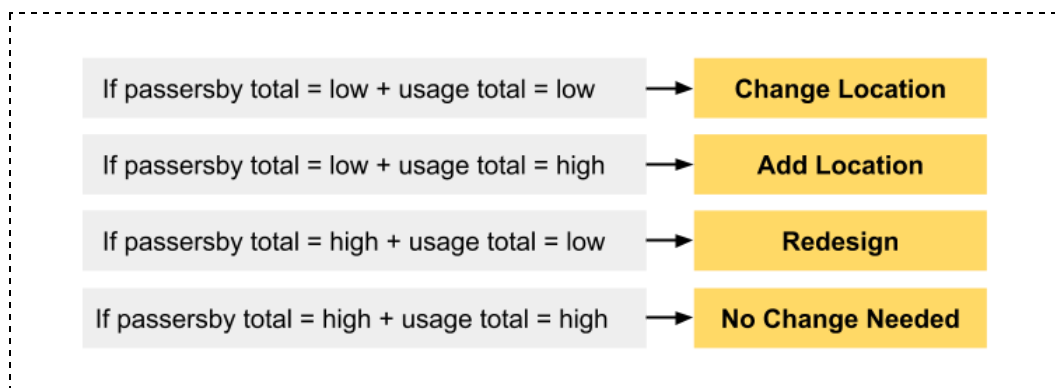 If passersby total = low + usage total = low
Change Location
If passersby total = low + usage total = high
Add Location
If passersby total = high + usage total = low
Redesign
If passersby total = high + usage total = high
No Change Needed